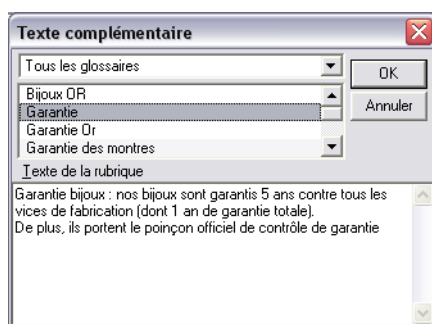 Texte complémentaire
Tous les glossaires
OK
Bijoux OR
Annuler
Garantie
Garantie Or
Garantie des montres
Texte de la rubrique
Garantie bijoux : nos bijoux sont garantis 5 ans contre tous les
vices de fabrication (dont 1 an de garantie totale).
De plus, ils portent le poinçon officiel de contrôle de garantie